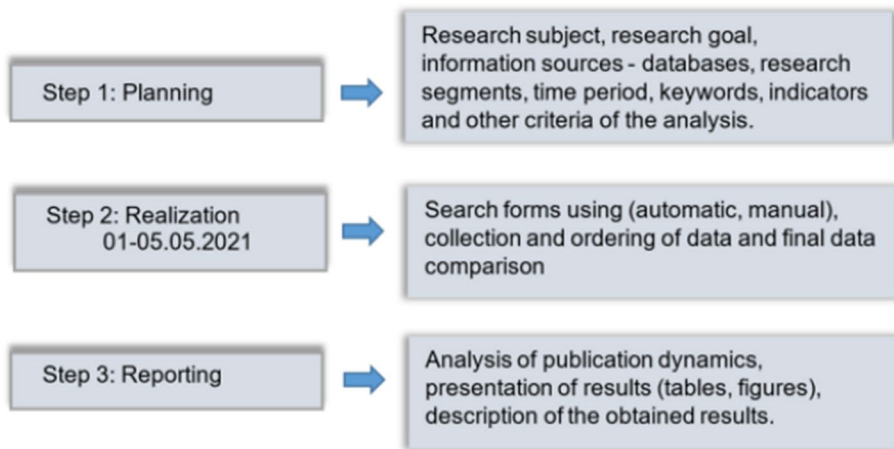 Step 1: Planning
Research subject, research goal,
information sources - databases, research
segments, time period, keywords, indicators
and other criteria of the analysis.
Step 2: Realization
01-05.05.2021
Search forms using (automatic, manual),
collection and ordering of data and final data
comparison
Step 3: Reporting
Analysis of publication dynamics,
presentation of results (tables, figures),
description of the obtained results.